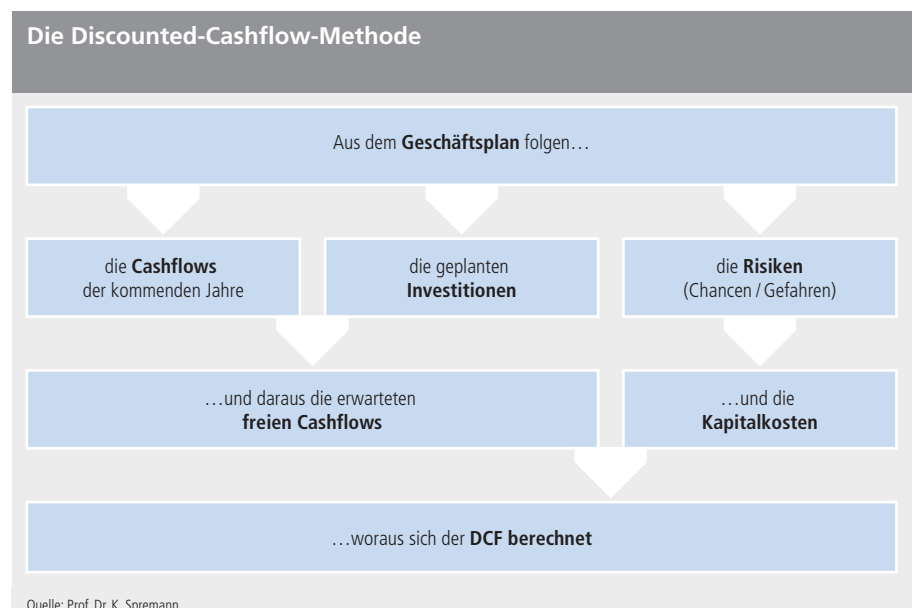 Die Discounted-Cashflow-Methode
Aus dem Geschäftsplan folgen…
die Cashflows
der kommenden Jahre
die geplanten
Investitionen
die Risiken
(Chancen / Gefahren)
…und daraus die erwarteten
freien Cashflows
…und die
Kapitalkosten
…woraus sich der DCF berechnet
Quelle: Prof. Dr. K. Spremann